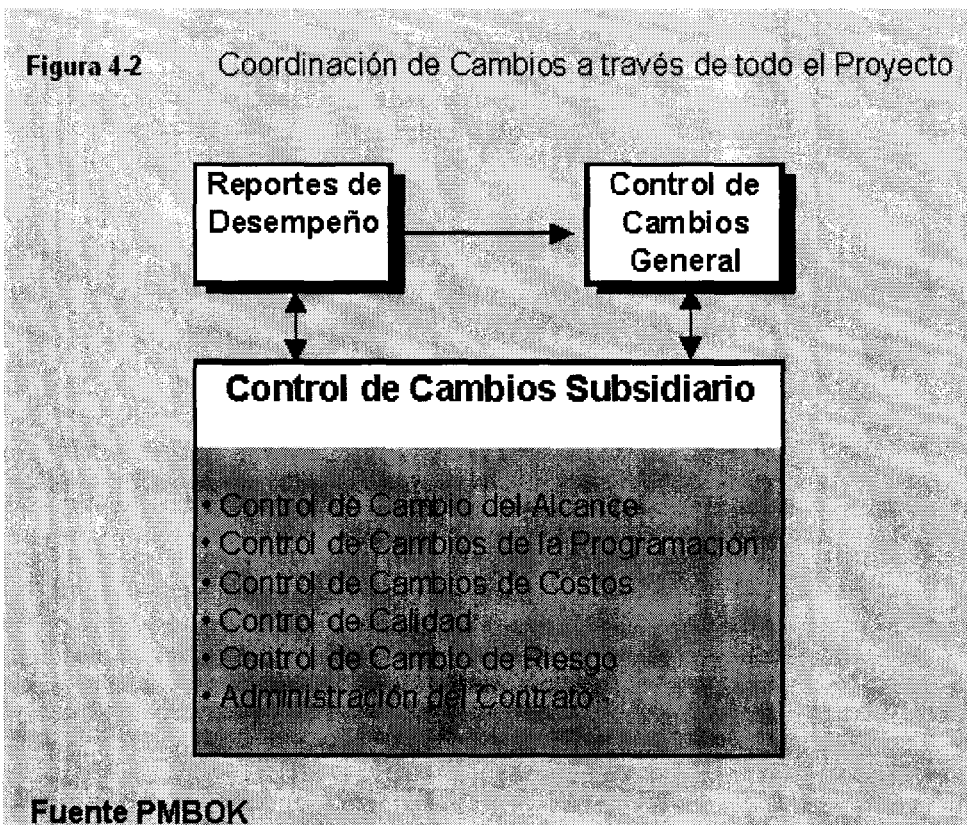 Figura 4-2 Coordinación de Cambios a través de todo el Proyecto
Reportes de
Desempeño
Control de
Cambios
General
Control de Cambios Subsidiario
• Control de Cambio del Alcance
• Control de Cambios de la Programación
• Control de Cambios de Costos
• Control de Calidad
• Control de Cambio de Riesgo
• Administración del Contrato
Fuente PMBOK